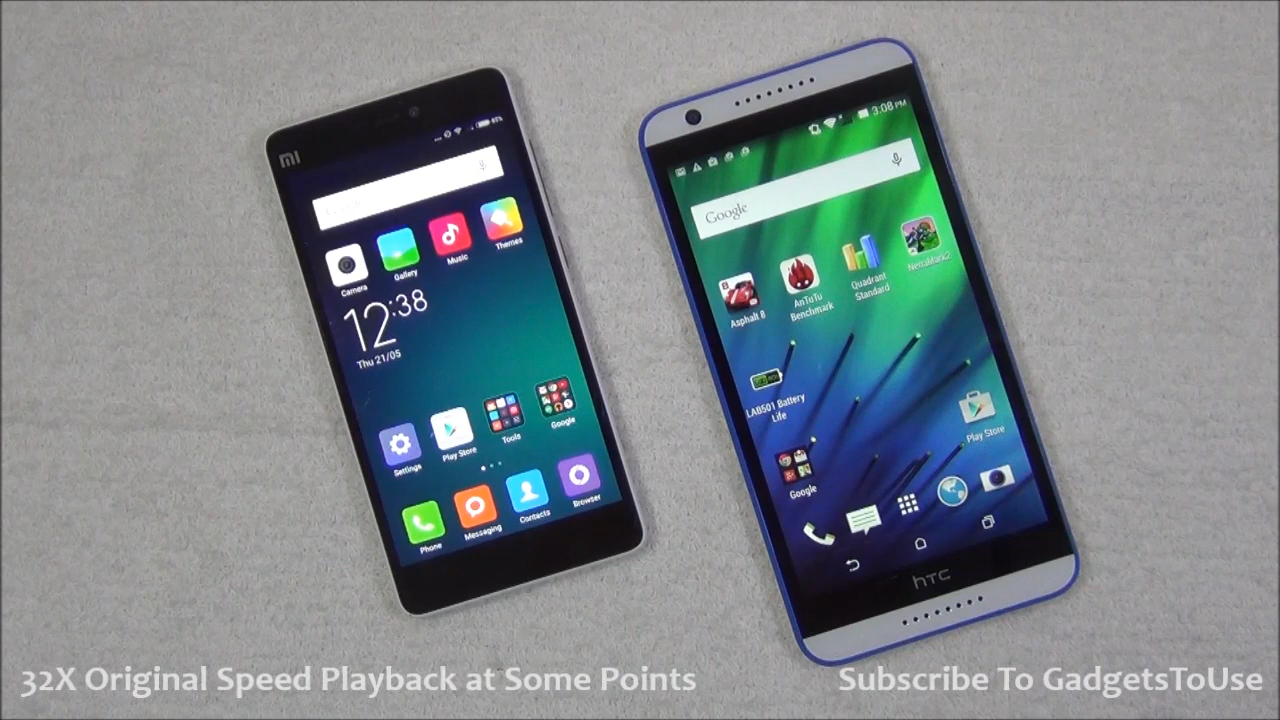 mi
85%
Camera
Gallery
Music
Themes
12:38
Thu 21/05
Settings
Play Store
Tools
Google
Phone
Messaging
Contacts
Browser
3:08 PM
Google
Asphalt 8
AnTuTu
Benchmark
Quadrant
Standard
NenaMark2
LAB501 Battery
Life
Play Store
Google
hTC
32X Original Speed Playback at Some Points
Subscribe To GadgetsToUse